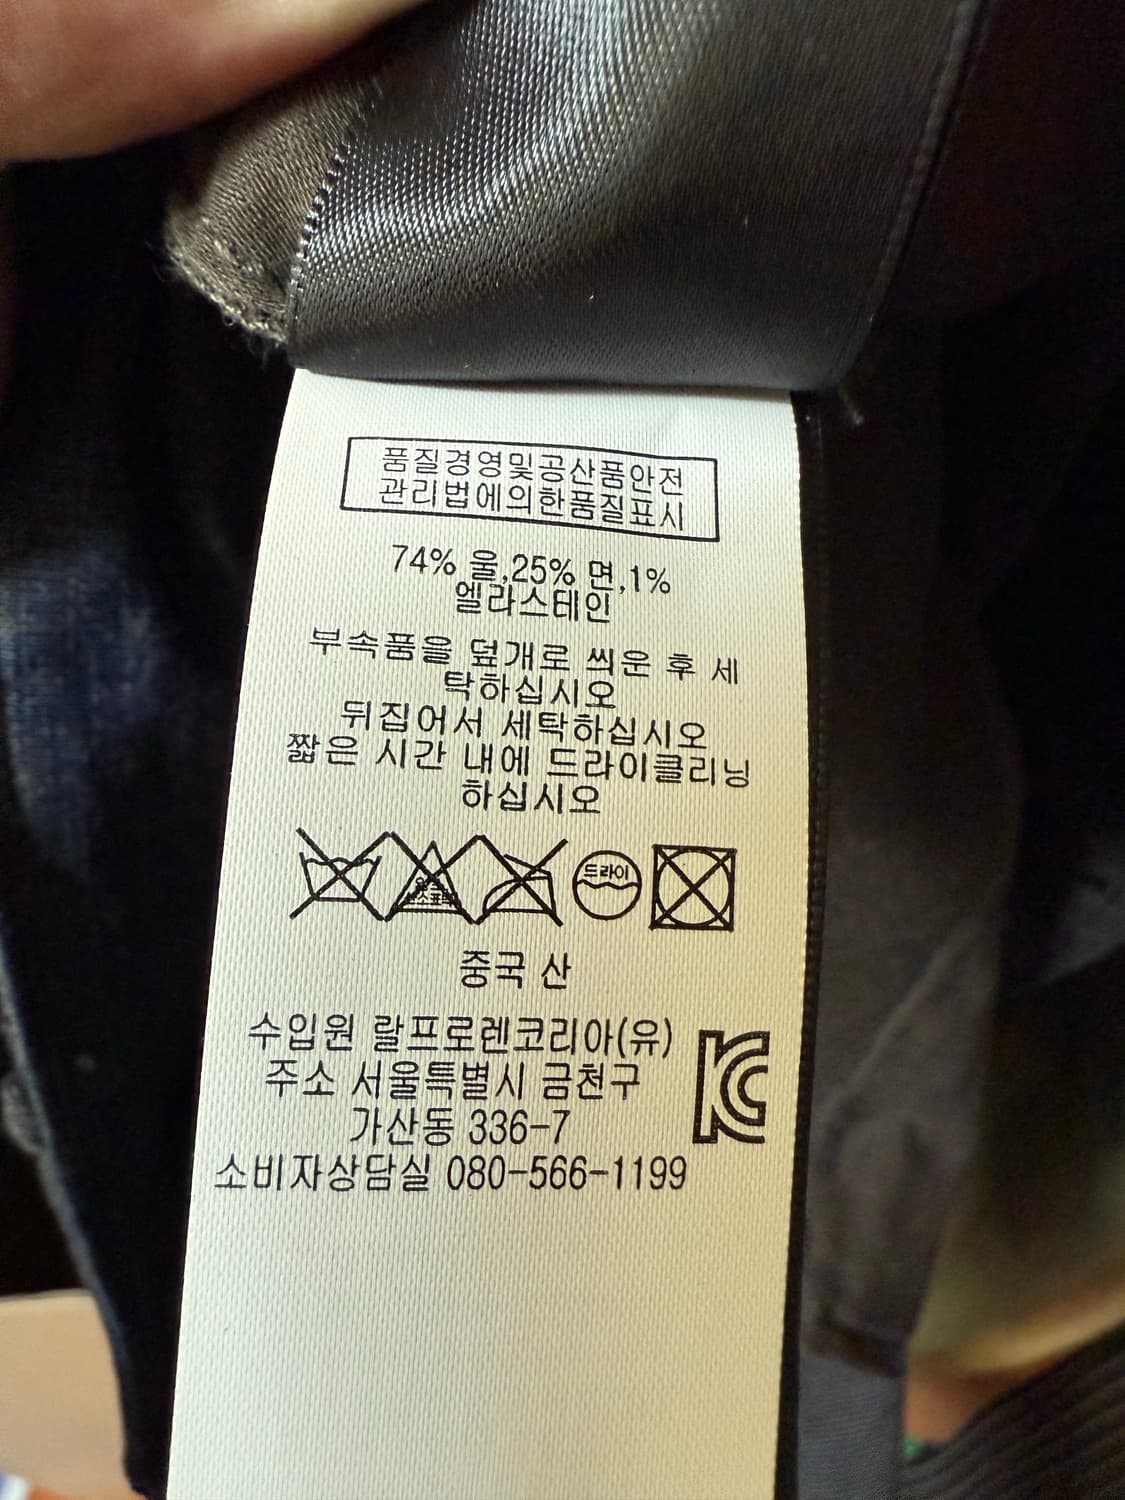 품질경영및공산품안전
관리법에의한품질표시
74% 울,25% 면,1%
엘라스테인
부속품을 덮개로 씌운 후 세
탁하십시오
뒤집어서 세탁하십시오
짧은 시간 내에 드라이클리닝
하십시오
드라이
중국 산
수입원 랄프로렌코리아(유)
주소 서울특별시 금천구
가산동 336-7
소비자상담실 080-566-1199
KC